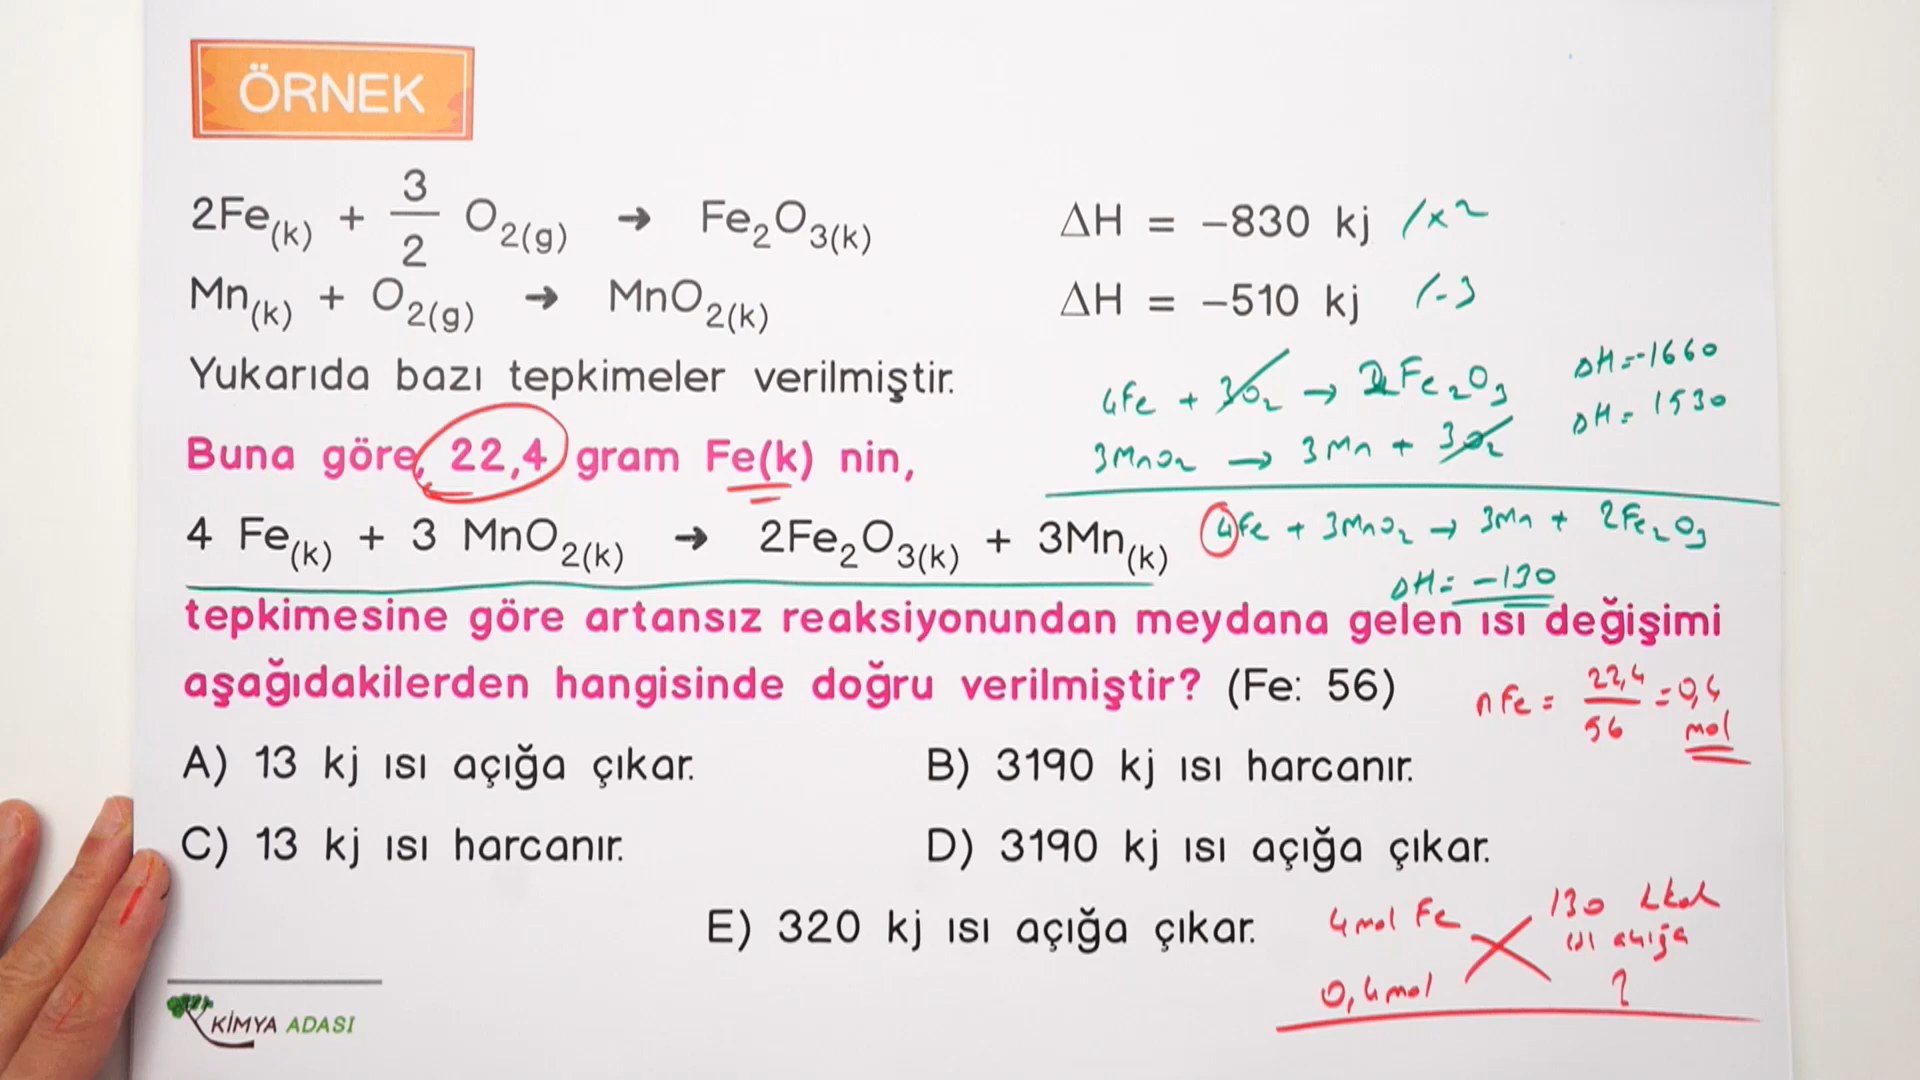 ÖRNEK
2Fe(k) + 3/2 O2(g) → Fe2O3(k) ΔH = -830 kj /x2
Mn(k) + O2(g) → MnO2(k) ΔH = -510 kj /-3
Yukarıda bazı tepkimeler verilmiştir.
4Fe + 3O2 → 2Fe2O3 ΔH=-1660
3MnO2 → 3Mn + 3O2 ΔH= 1530
Buna göre, 22,4 gram Fe(k) nin,
4 Fe(k) + 3 MnO2(k) → 2Fe2O3(k) + 3Mn(k)
4Fe + 3MnO2 → 3Mn + 2Fe2O3
ΔH= -130
tepkimesine göre artansız reaksiyonundan meydana gelen ısı değişimi
aşağıdakilerden hangisinde doğru verilmiştir? (Fe: 56)
nFe = 22,4/56 = 0,4 mol
A) 13 kj ısı açığa çıkar.
B) 3190 kj ısı harcanır.
C) 13 kj ısı harcanır.
D) 3190 kj ısı açığa çıkar.
E) 320 kj ısı açığa çıkar.
4 mol Fe 130
ısı açığa
0,4 mol ?
KİMYA ADASI